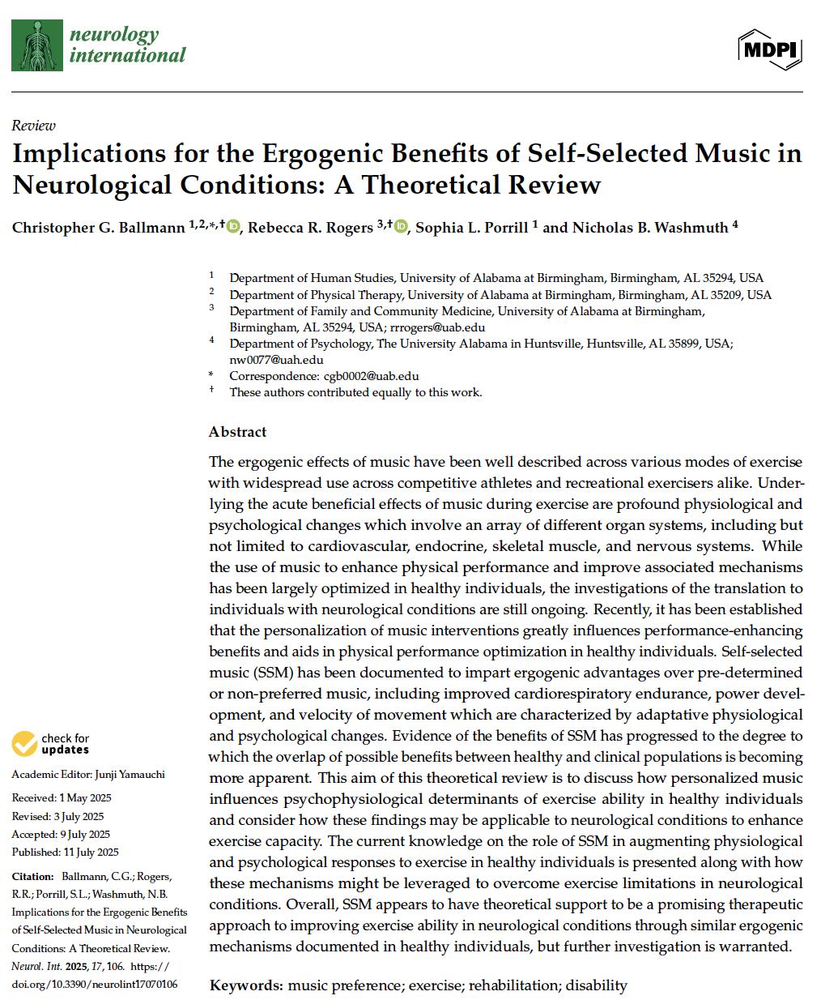 neurology
international
MDPI
Review
Implications for the Ergogenic Benefits of Self-Selected Music in
Neurological Conditions: A Theoretical Review
Christopher G. Ballmann 1,2,*,† iD, Rebecca R. Rogers 3,† iD, Sophia L. Porrill 1 and Nicholas B. Washmuth 4
1 Department of Human Studies, University of Alabama at Birmingham, Birmingham, AL 35294, USA
2 Department of Physical Therapy, University of Alabama at Birmingham, Birmingham, AL 35209, USA
3 Department of Family and Community Medicine, University of Alabama at Birmingham,
Birmingham, AL 35294, USA; rrrogers@uab.edu
4 Department of Psychology, The University Alabama in Huntsville, Huntsville, AL 35899, USA;
nw0077@uah.edu
* Correspondence: cgb0002@uab.edu
† These authors contributed equally to this work.
Abstract
The ergogenic effects of music have been well described across various modes of exercise
with widespread use across competitive athletes and recreational exercisers alike. Under-
lying the acute beneficial effects of music during exercise are profound physiological and
psychological changes which involve an array of different organ systems, including but
not limited to cardiovascular, endocrine, skeletal muscle, and nervous systems. While
the use of music to enhance physical performance and improve associated mechanisms
has been largely optimized in healthy individuals, the investigations of the translation to
individuals with neurological conditions are still ongoing. Recently, it has been established
that the personalization of music interventions greatly influences performance-enhancing
benefits and aids in physical performance optimization in healthy individuals. Self-selected
music (SSM) has been documented to impart ergogenic advantages over pre-determined
or non-preferred music, including improved cardiorespiratory endurance, power devel-
opment, and velocity of movement which are characterized by adaptative physiological
and psychological changes. Evidence of the benefits of SSM has progressed to the degree to
which the overlap of possible benefits between healthy and clinical populations is becoming
more apparent. This aim of this theoretical review is to discuss how personalized music
influences psychophysiological determinants of exercise ability in healthy individuals
and consider how these findings may be applicable to neurological conditions to enhance
exercise capacity. The current knowledge on the role of SSM in augmenting physiological
and psychological responses to exercise in healthy individuals is presented along with how
these mechanisms might be leveraged to overcome exercise limitations in neurological
conditions. Overall, SSM appears to have theoretical support to be a promising therapeutic
approach to improving exercise ability in neurological conditions through similar ergogenic
mechanisms documented in healthy individuals, but further investigation is warranted.
Keywords: music preference; exercise; rehabilitation; disability
check for
updates
Academic Editor: Junji Yamauchi
Received: 1 May 2025
Revised: 3 July 2025
Accepted: 9 July 2025
Published: 11 July 2025
Citation: Ballmann, C.G.; Rogers,
R.R.; Porrill, S.L.; Washmuth, N.B.
Implications for the Ergogenic Benefits
of Self-Selected Music in Neurological
Conditions: A Theoretical Review.
Neurol. Int. 2025, 17, 106. https://
doi.org/10.3390/neurolint17070106